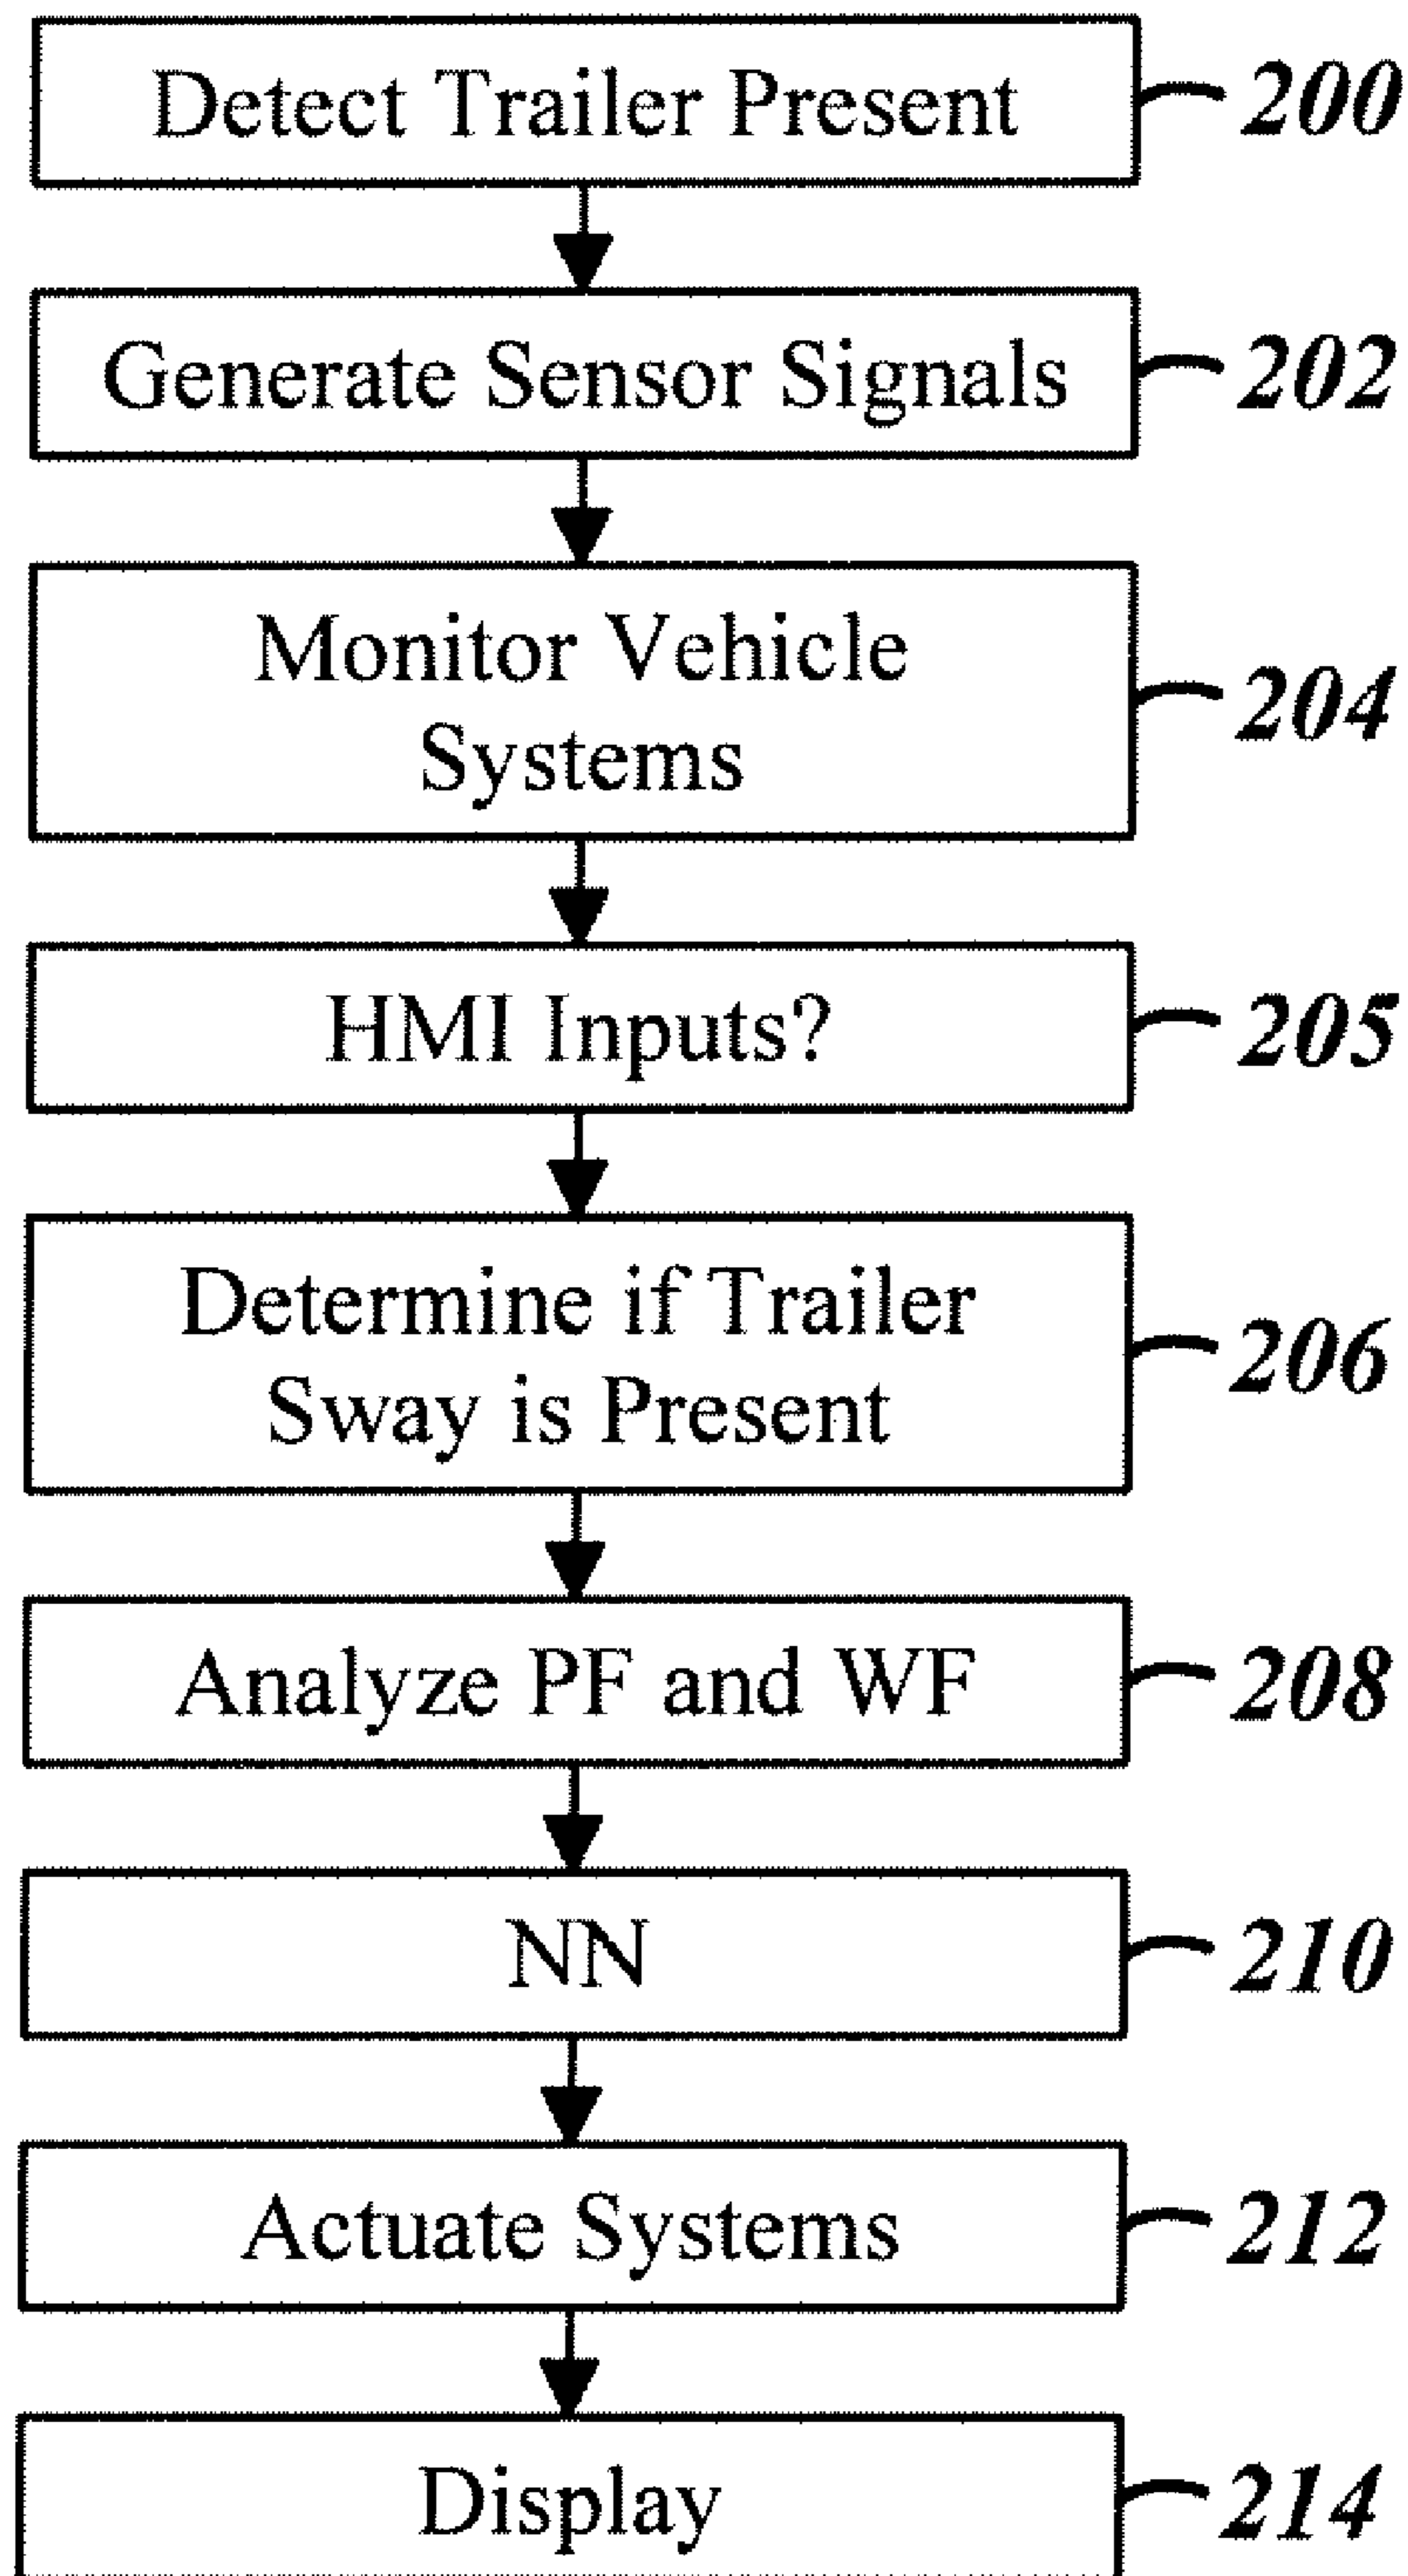 Detect Trailer Present
200
Generate Sensor Signals
202
Monitor Vehicle
Systems
204
HMI Inputs?
205
Determine if Trailer
Sway is Present
206
Analyze PF and WF
208
NN
210
Actuate Systems
212
Display
214